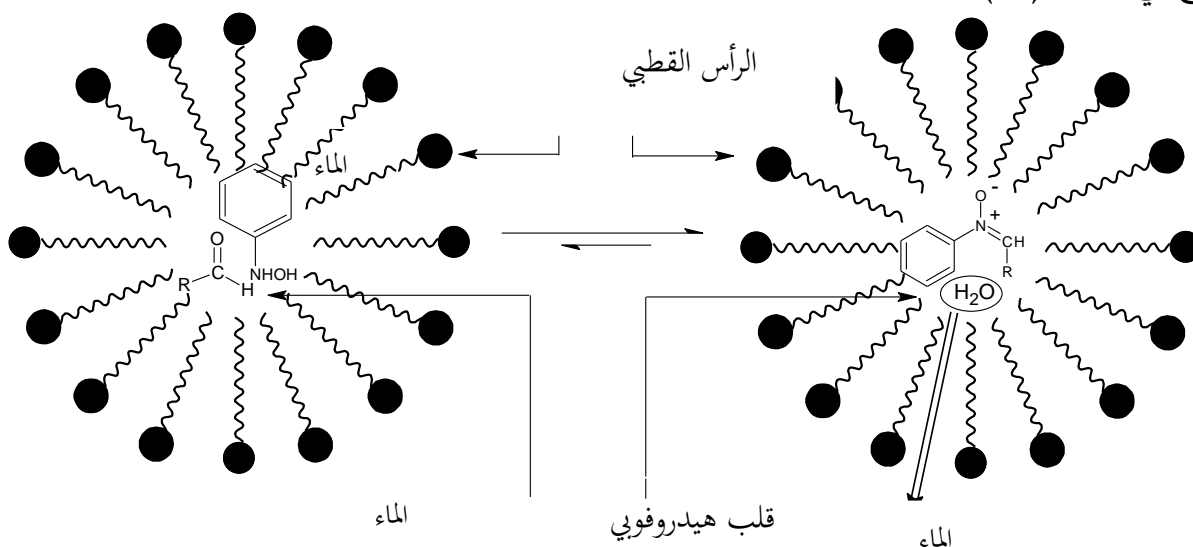 الرأس القطبي
الماء
O
R
C
H
NHOH
O
-
+
N
CH
R
H₂O
الماء
قلب هيدروفوبي
الماء